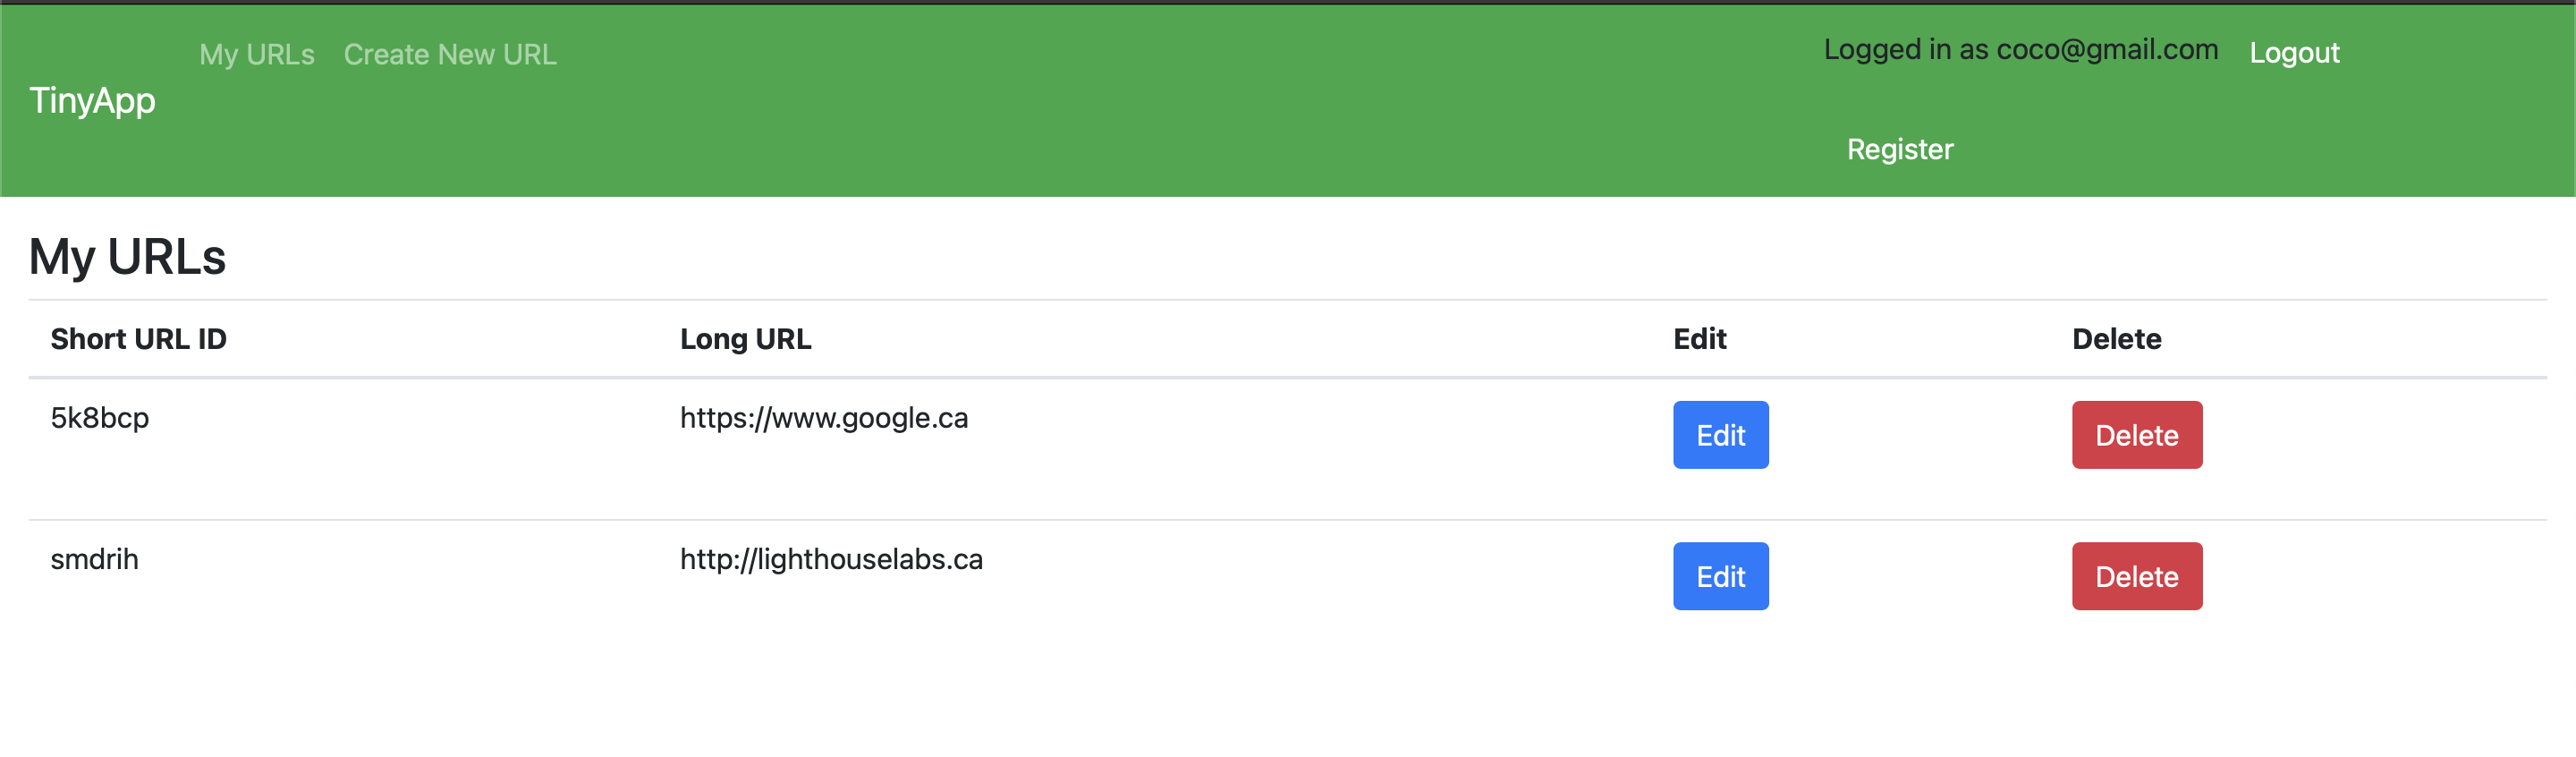 My URLs Create New URL Logged in as coco@gmail.com Logout
TinyApp
Register
My URLs
Short URL ID Long URL Edit Delete
5k8bcp https://www.google.ca Edit Delete
smdrih http://lighthouselabs.ca Edit Delete